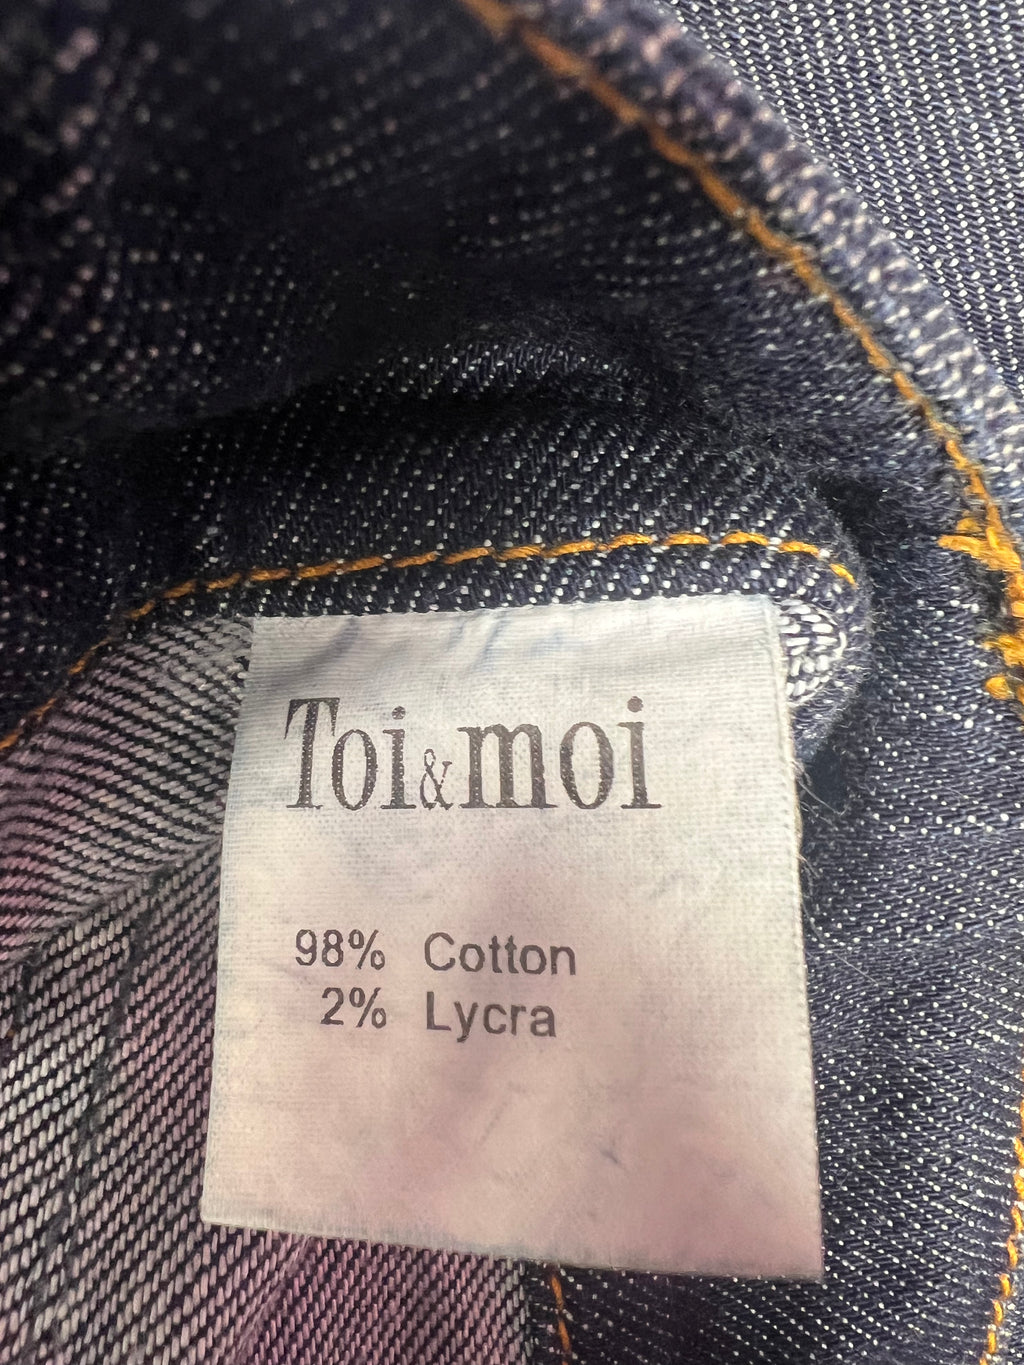 Toi&moi
98% Cotton
2% Lycra